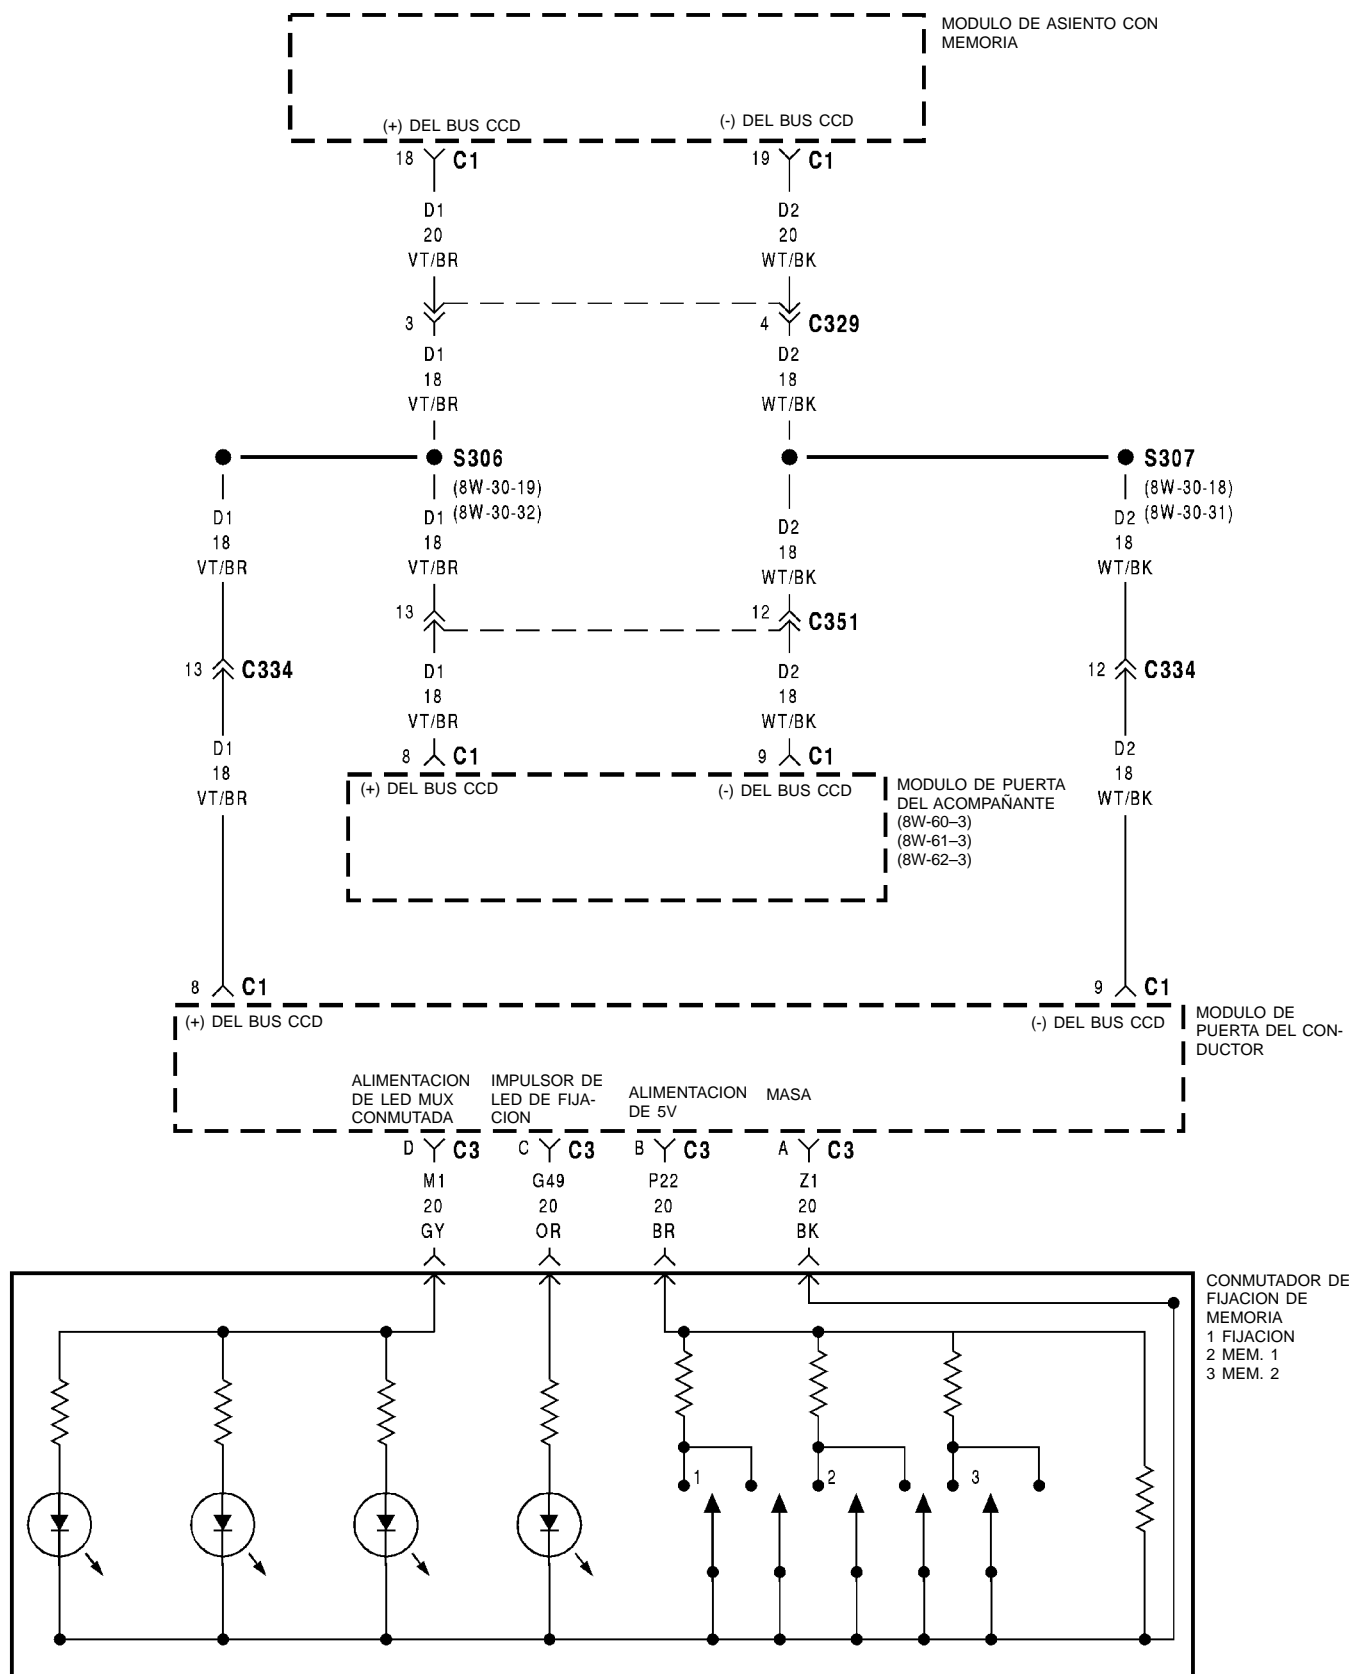 MODULO DE ASIENTO CON
MEMORIA
(+) DEL BUS CCD
(-) DEL BUS CCD
18 C1
19 C1
D1
20
VT/BR
D2
20
WT/BK
3
4 C329
D1
18
VT/BR
D2
18
WT/BK
S306
(8W-30-19)
(8W-30-32)
S307
(8W-30-18)
(8W-30-31)
D1
18
VT/BR
D1
18
VT/BR
D2
18
WT/BK
D2
18
WT/BK
13
12 C351
13 C334
12 C334
D1
18
VT/BR
D2
18
WT/BK
8 C1
9 C1
D1
18
VT/BR
D2
18
WT/BK
(+) DEL BUS CCD
(-) DEL BUS CCD
MODULO DE PUERTA
DEL ACOMPAÑANTE
(8W-60–3)
(8W-61–3)
(8W-62–3)
8 C1
9 C1
(+) DEL BUS CCD
(-) DEL BUS CCD
MODULO DE
PUERTA DEL CON-
DUCTOR
ALIMENTACION
DE LED MUX
CONMUTADA
IMPULSOR DE
LED DE FIJA-
CION
ALIMENTACION
DE 5V
MASA
D C3
C C3
B C3
A C3
M1
20
GY
G49
20
OR
P22
20
BR
Z1
20
BK
CONMUTADOR DE
FIJACION DE
MEMORIA
1 FIJACION
2 MEM. 1
3 MEM. 2
1
2
3